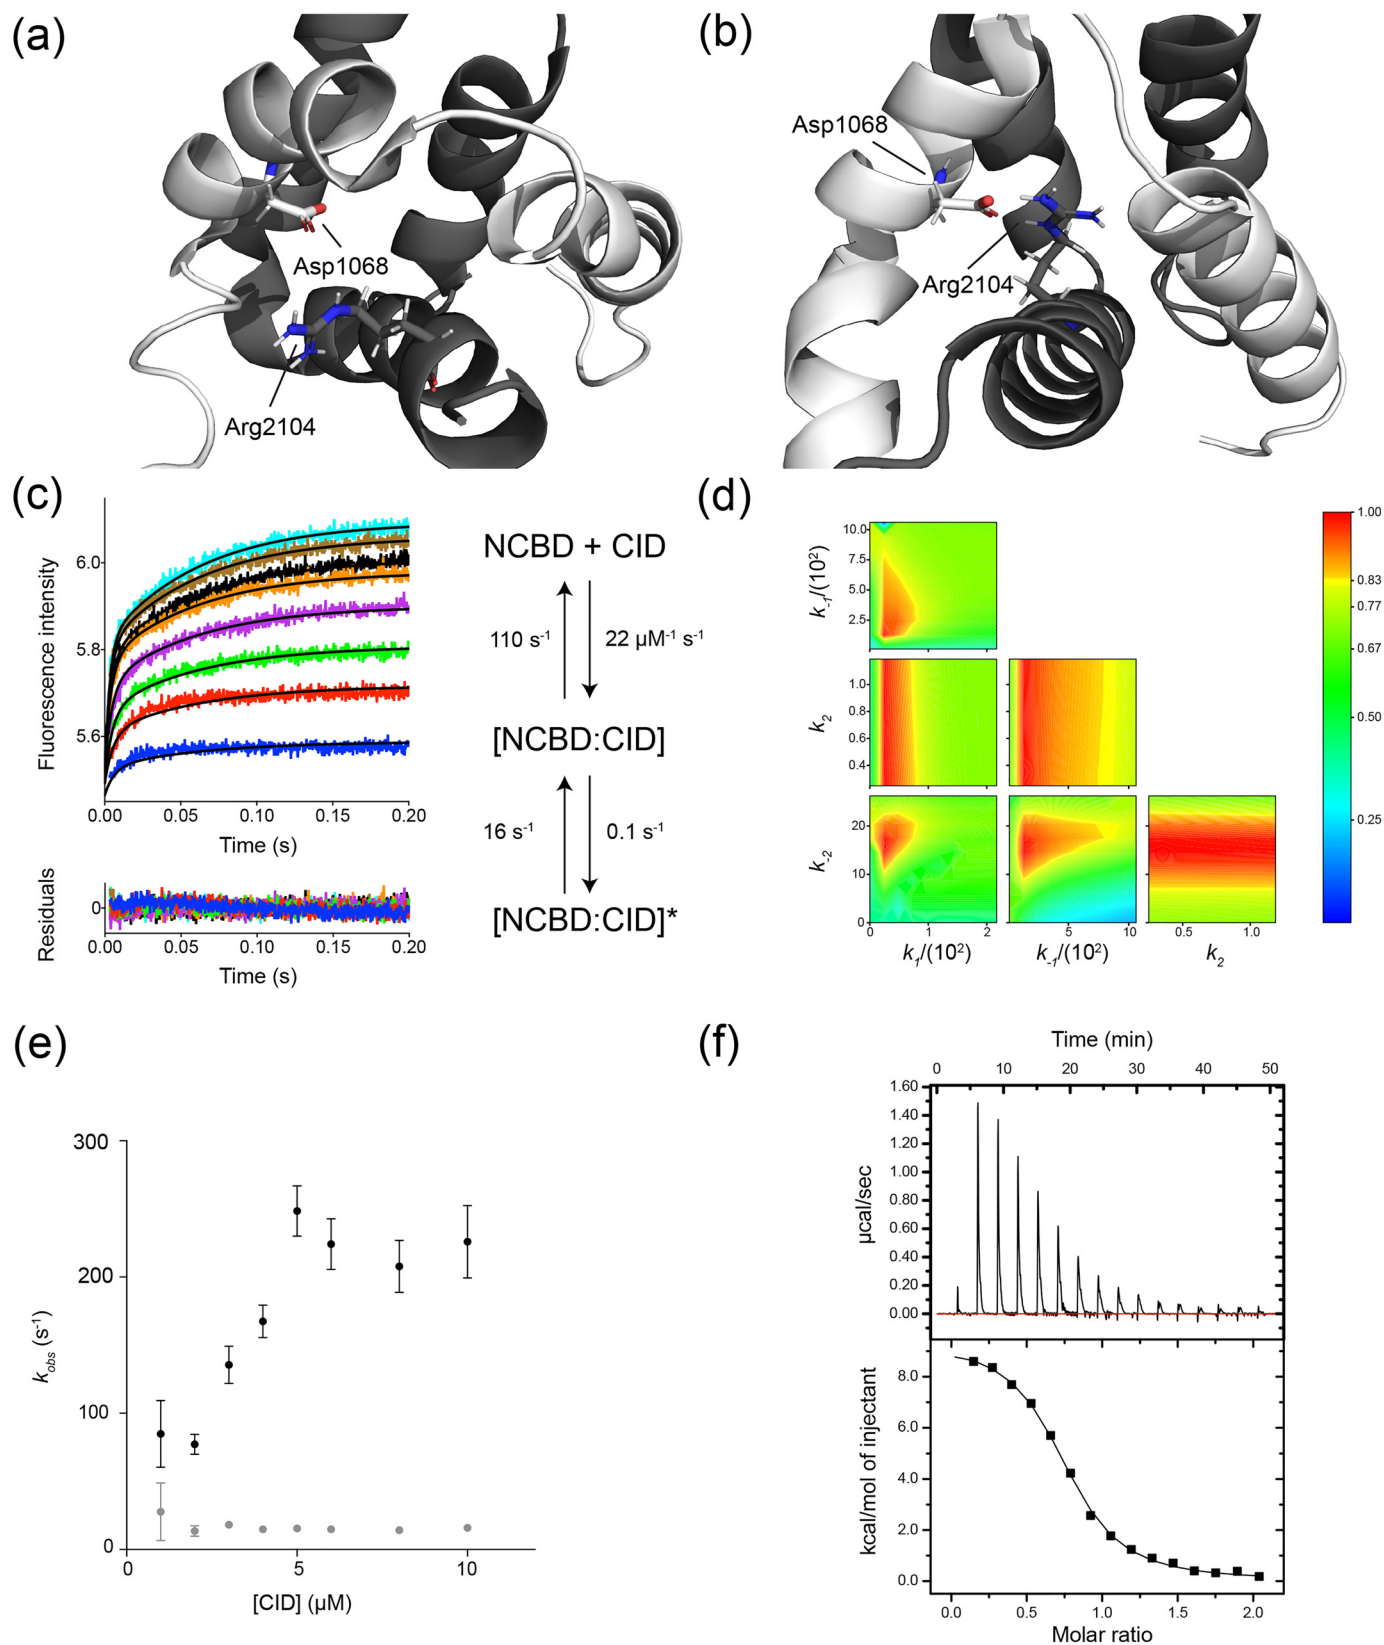 (a)
Asp1068
Arg2104
(b)
Asp1068
Arg2104
(c)
Fluorescence intensity
6.0
5.8
5.6
0.00 0.05 0.10 0.15 0.20
Time (s)
Residuals
0
0.00 0.05 0.10 0.15 0.20
Time (s)
NCBD + CID
110 s⁻¹ 22 µM⁻¹ s⁻¹
[NCBD:CID]
16 s⁻¹ 0.1 s⁻¹
[NCBD:CID]*
(d)
k₋₁/(10²)
10.0
7.5
5.0
2.5
k₂
1.0
0.8
0.6
0.4
k₋₂
20
10
0
0 1 2
k₁/(10²)
5 10
k₋₁/(10²)
0.5 1.0
k₂
1.00
0.83
0.77
0.67
0.50
0.25
(e)
k_obs (s⁻¹)
300
200
100
0
0 5 10
[CID] (µM)
(f)
Time (min)
0 10 20 30 40 50
µcal/sec
1.60
1.40
1.20
1.00
0.80
0.60
0.40
0.20
0.00
kcal/mol of injectant
8.0
6.0
4.0
2.0
0.0
0.0 0.5 1.0 1.5 2.0
Molar ratio